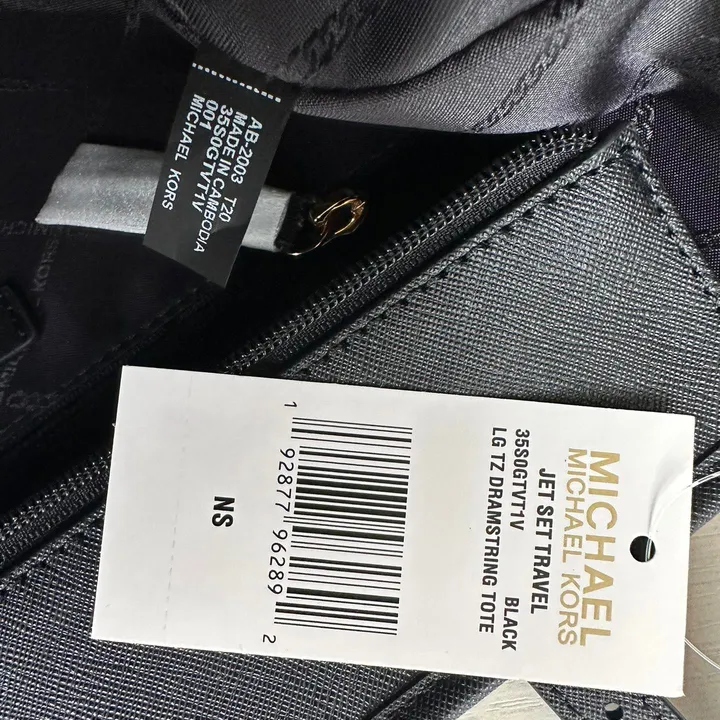 AB-2003 T20
MADE IN CAMBODIA
35S0GTVT1V
001
MICHAEL KORS
MICHAEL
MICHAEL KORS
JET SET TRAVEL
35S0GTVT1V BLACK
LG TZ DRAMSTRING TOTE
1 92877 96289 2
NS